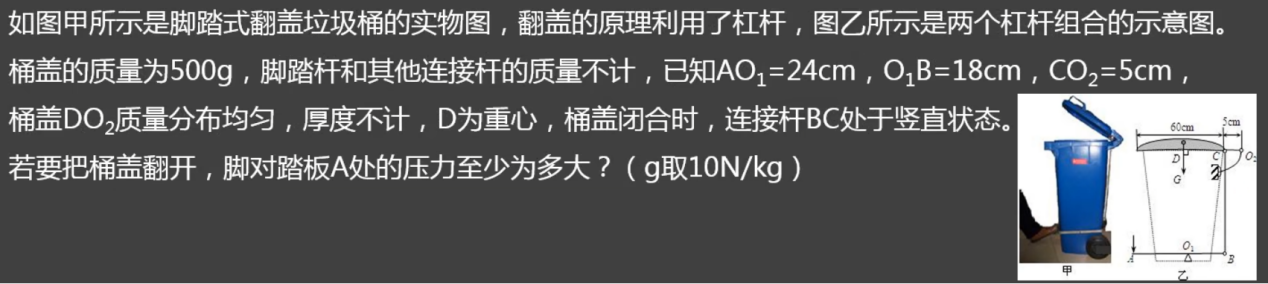 如图甲所示是脚踏式翻盖垃圾桶的实物图，翻盖的原理利用了杠杆，图乙所示是两个杠杆组合的示意图。
桶盖的质量为500g，脚踏杆和其他连接杆的质量不计，已知AO₁=24cm，O₁B=18cm，CO₂=5cm，
桶盖DO₂质量分布均匀，厚度不计，D为重心，桶盖闭合时，连接杆BC处于竖直状态。
若要把桶盖翻开，脚对踏板A处的压力至少为多大？（g取10N/kg）
60cm 5cm
D C O₂
G
A O₁ B
甲 乙